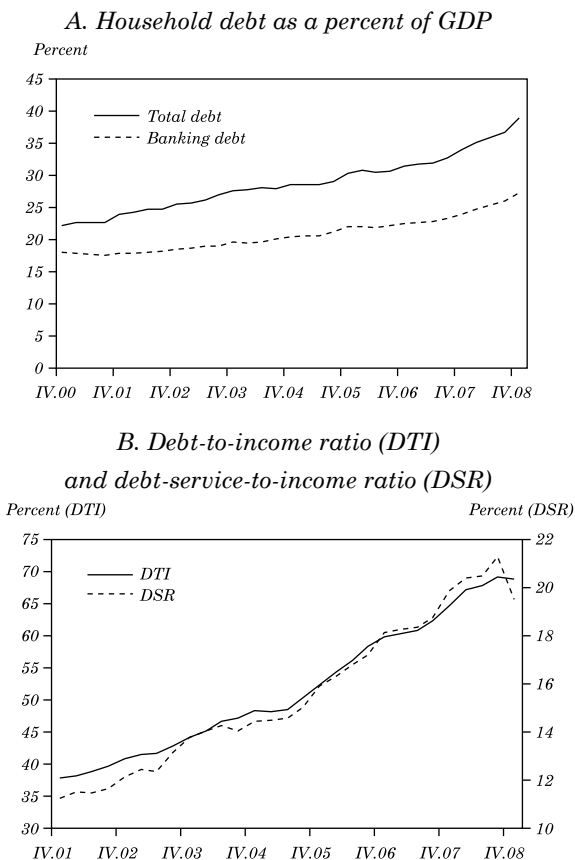 A. Household debt as a percent of GDP
Percent
45
40
35
30
25
20
15
10
5
0
Total debt
Banking debt
IV.00 IV.01 IV.02 IV.03 IV.04 IV.05 IV.06 IV.07 IV.08
B. Debt-to-income ratio (DTI)
and debt-service-to-income ratio (DSR)
Percent (DTI) Percent (DSR)
75
70
65
60
55
50
45
40
35
30
DTI
DSR
22
20
18
16
14
12
10
IV.01 IV.02 IV.03 IV.04 IV.05 IV.06 IV.07 IV.08